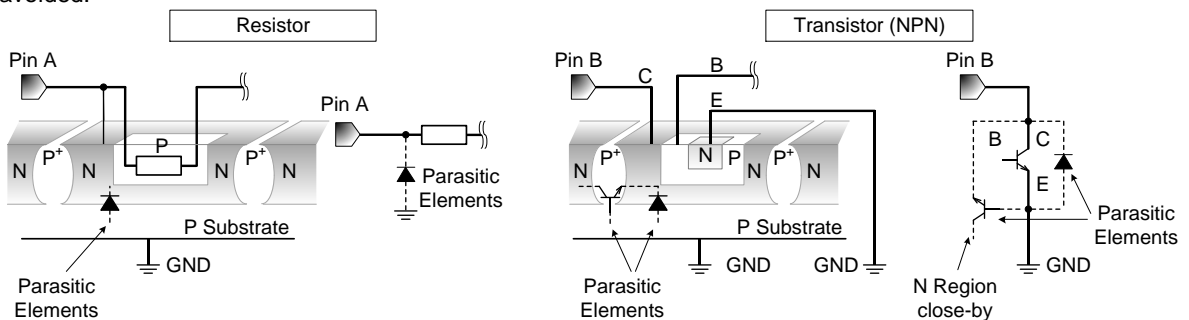 Resistor
Transistor (NPN)
Pin A
Pin A
Pin B
C
B
E
Pin B
N
P+
N
P
N
P+
N
Parasitic
Elements
P Substrate
GND
Parasitic
Elements
N
P+
N
N
P
P+
N
N
P Substrate
GND
GND
Parasitic
Elements
B
C
E
Parasitic
Elements
GND
N Region
close-by